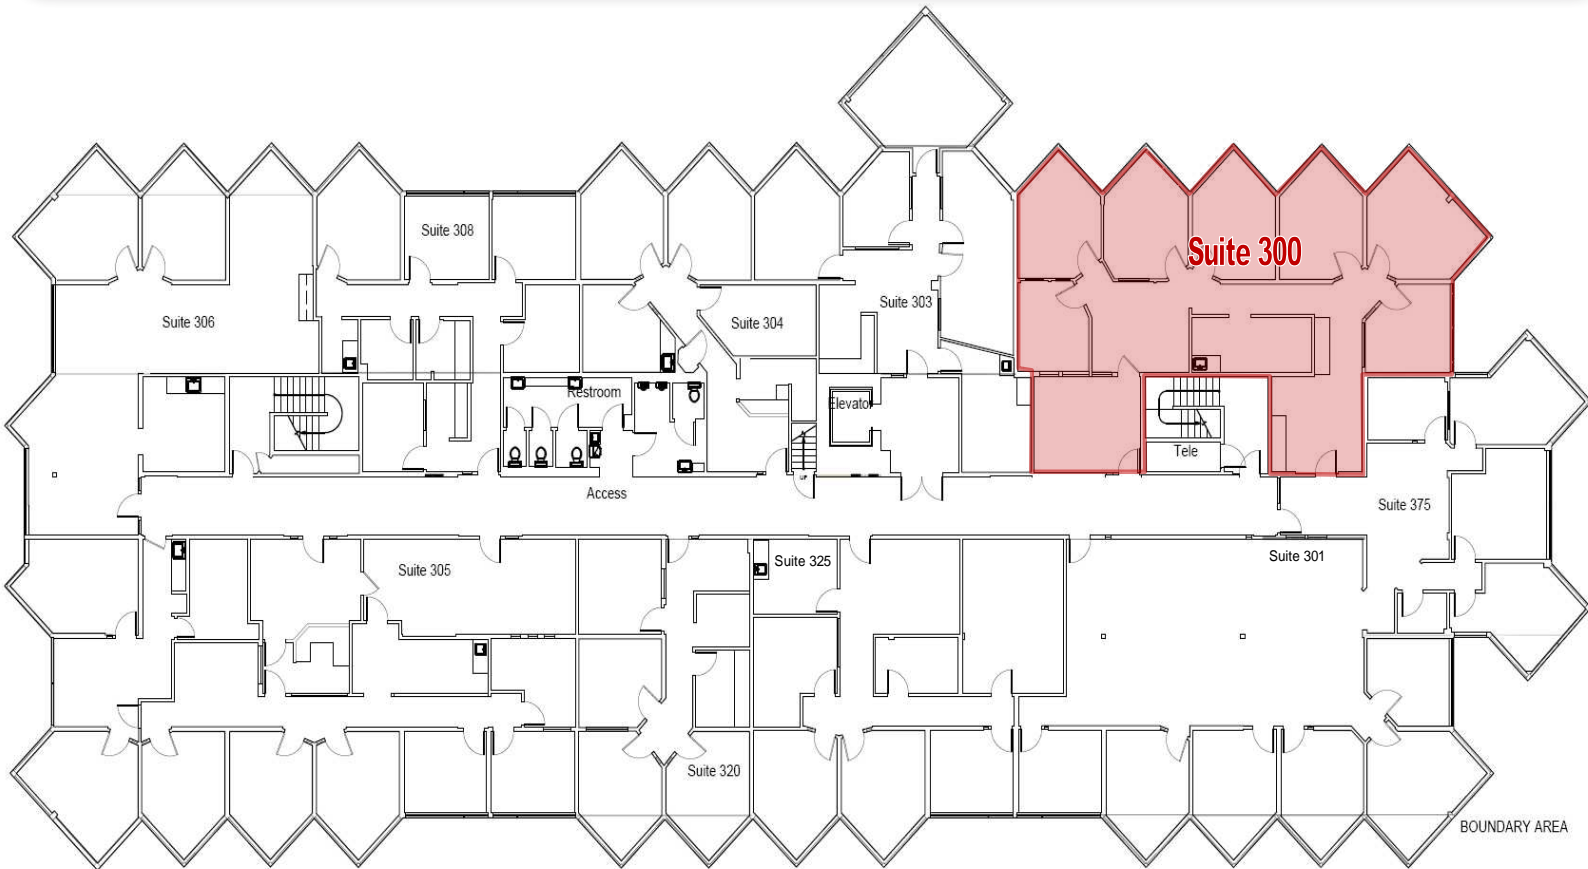 Suite 308
Suite 300
Suite 303
Suite 306
Suite 304
Restroom
Elevator
Tele
UP
Access
Suite 375
Suite 301
Suite 325
Suite 305
Suite 320
BOUNDARY AREA